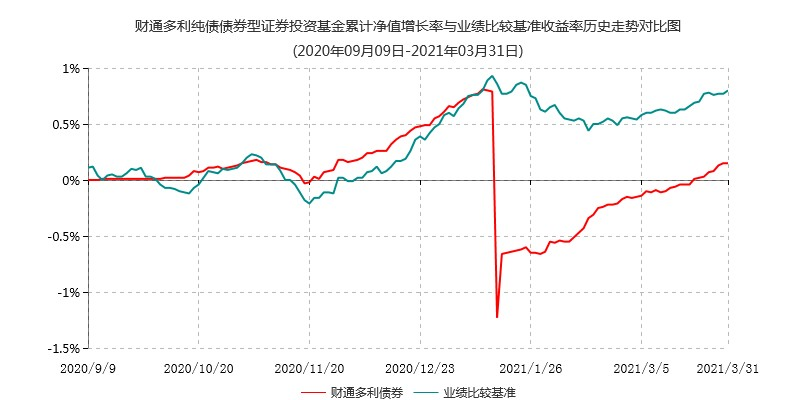 财通多利纯债债券型证券投资基金累计净值增长率与业绩比较基准收益率历史走势对比图
(2020年09月09日-2021年03月31日)
1%
0.5%
0%
-0.5%
-1%
-1.5%
2020/9/9 2020/10/20 2020/11/20 2020/12/23 2021/1/26 2021/3/5 2021/3/31
财通多利债券 业绩比较基准